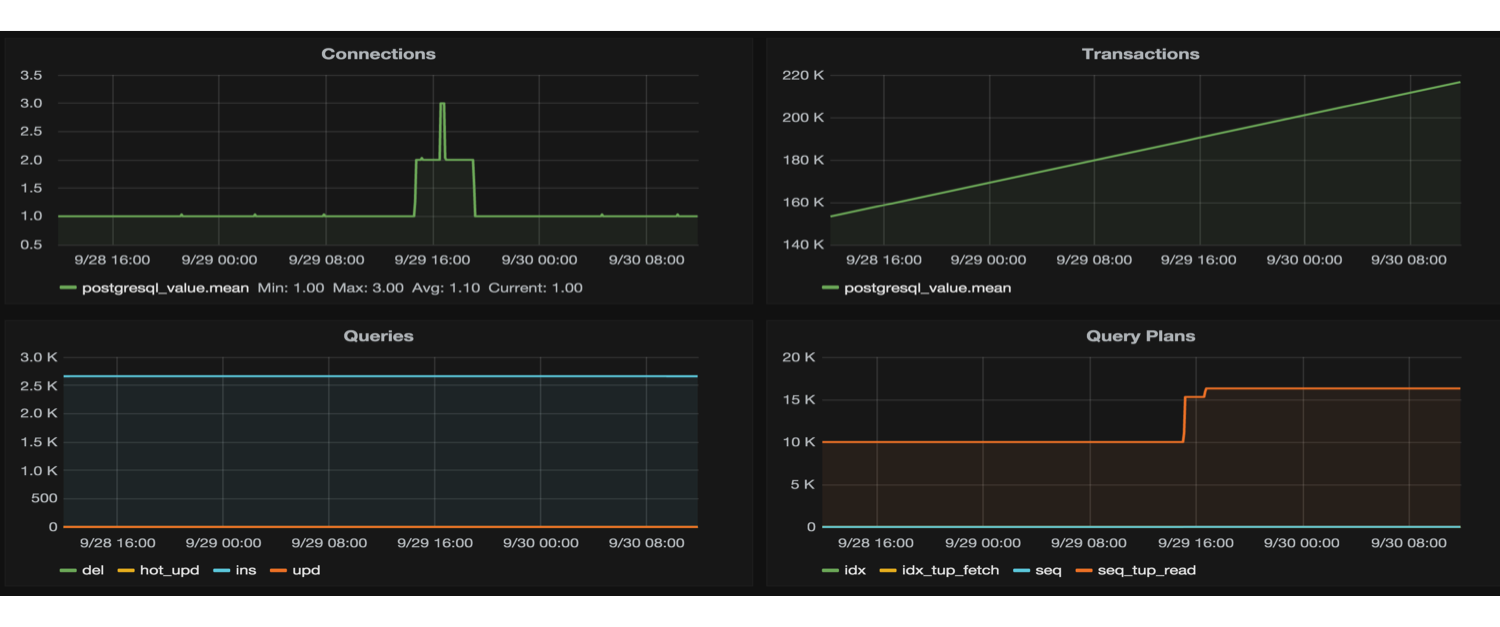 Connections
3.5
3.0
2.5
2.0
1.5
1.0
0.5
9/28 16:00 9/29 00:00 9/29 08:00 9/29 16:00 9/30 00:00 9/30 08:00
postgresql_value.mean Min: 1.00 Max: 3.00 Avg: 1.10 Current: 1.00
Transactions
220 K
200 K
180 K
160 K
140 K
9/28 16:00 9/29 00:00 9/29 08:00 9/29 16:00 9/30 00:00 9/30 08:00
postgresql_value.mean
Queries
3.0 K
2.5 K
2.0 K
1.5 K
1.0 K
500
0
9/28 16:00 9/29 00:00 9/29 08:00 9/29 16:00 9/30 00:00 9/30 08:00
del hot_upd ins upd
Query Plans
20 K
15 K
10 K
5 K
0
9/28 16:00 9/29 00:00 9/29 08:00 9/29 16:00 9/30 00:00 9/30 08:00
idx idx_tup_fetch seq seq_tup_read